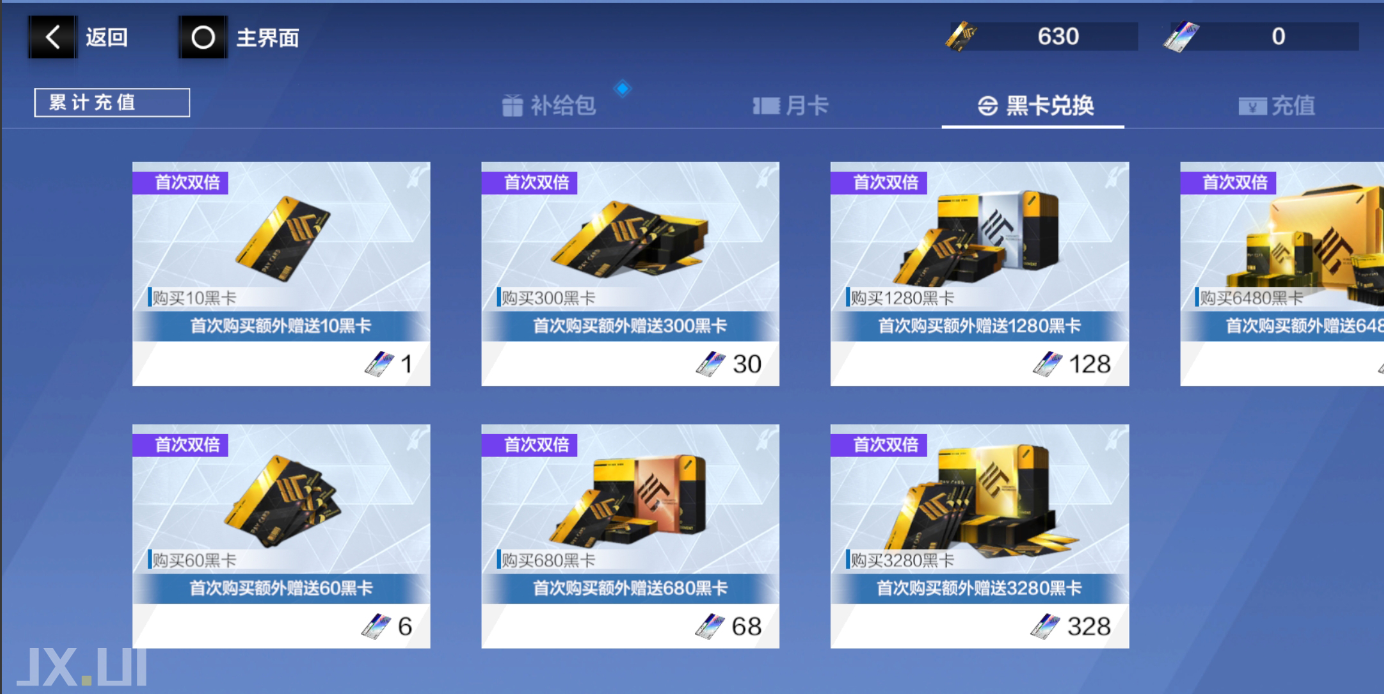 返回
主界面
630
0
累计充值
补给包
月卡
黑卡兑换
充值
首次双倍
购买10黑卡
首次购买额外赠送10黑卡
1
首次双倍
购买300黑卡
首次购买额外赠送300黑卡
30
首次双倍
购买1280黑卡
首次购买额外赠送1280黑卡
128
首次双倍
购买6480黑卡
首次购买额外赠送648
首次双倍
购买60黑卡
首次购买额外赠送60黑卡
6
首次双倍
购买680黑卡
首次购买额外赠送680黑卡
68
首次双倍
购买3280黑卡
首次购买额外赠送3280黑卡
328
JX.UI